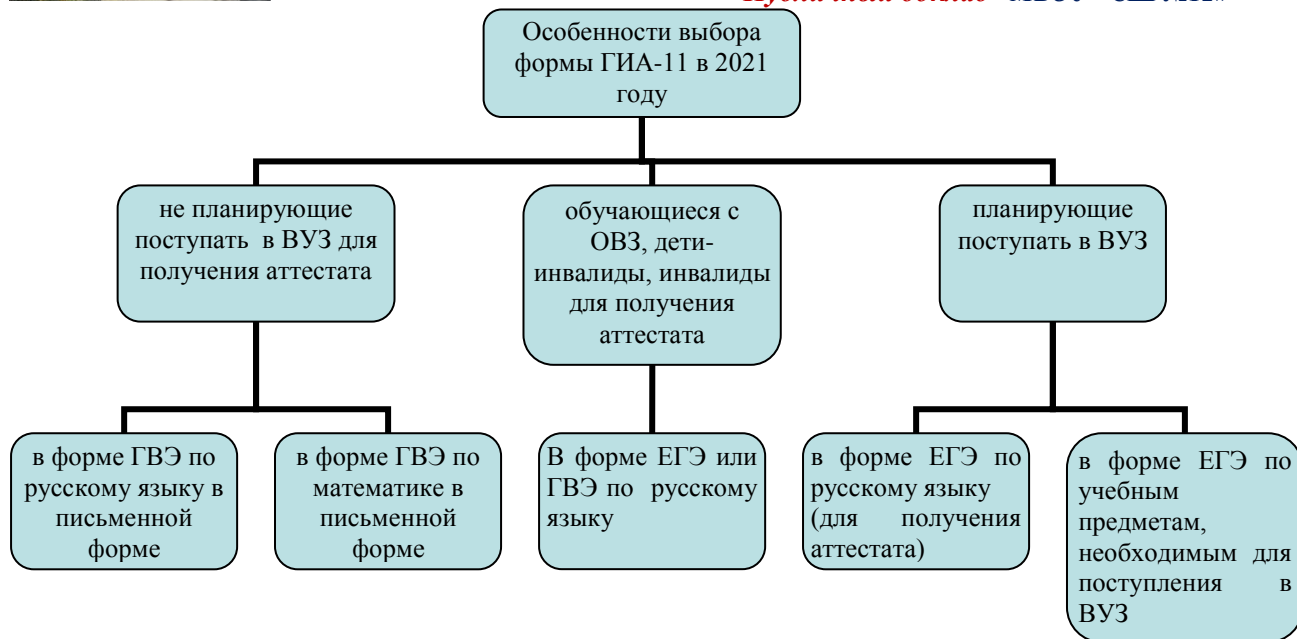 Особенности выбора
формы ГИА-11 в 2021
году
не планирующие
поступать в ВУЗ для
получения аттестата
обучающиеся с
ОВЗ, дети-
инвалиды, инвалиды
для получения
аттестата
планирующие
поступать в ВУЗ
в форме ГВЭ по
русскому языку в
письменной
форме
в форме ГВЭ по
математике в
письменной
форме
В форме ЕГЭ или
ГВЭ по русскому
языку
в форме ЕГЭ по
русскому языку
(для получения
аттестата)
в форме ЕГЭ по
учебным
предметам,
необходимым для
поступления в
ВУЗ